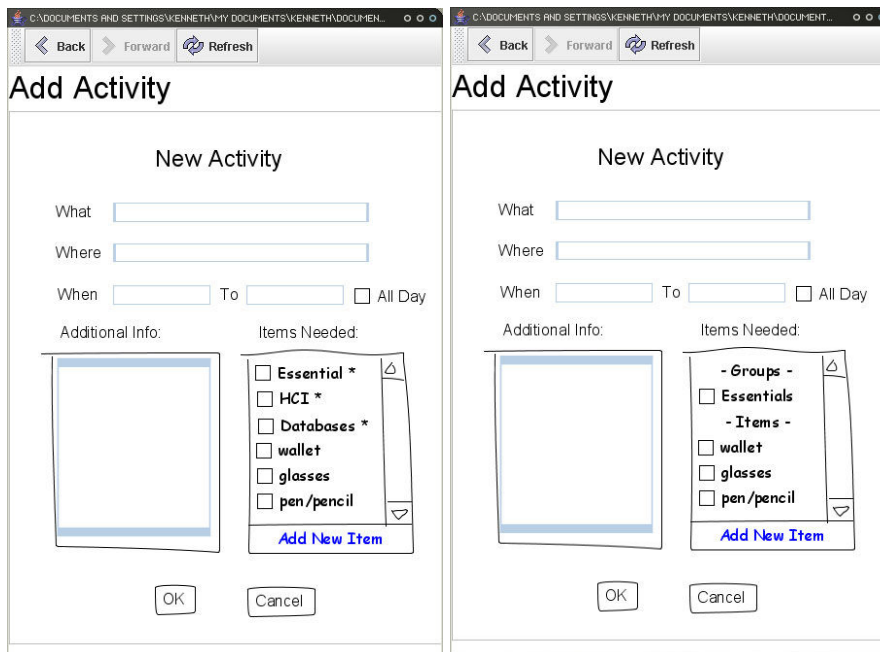 C:\DOCUMENTS AND SETTINGS\KENNETH\MY DOCUMENTS\KENNETH\DOCUMEN...
Back Forward Refresh
Add Activity
New Activity
What
Where
When To All Day
Additional Info: Items Needed:
Essential *
HCI *
Databases *
wallet
glasses
pen/pencil
Add New Item
OK Cancel
C:\DOCUMENTS AND SETTINGS\KENNETH\MY DOCUMENTS\KENNETH\DOCUMENT...
Back Forward Refresh
Add Activity
New Activity
What
Where
When To All Day
Additional Info: Items Needed:
- Groups -
Essentials
- Items -
wallet
glasses
pen/pencil
Add New Item
OK Cancel